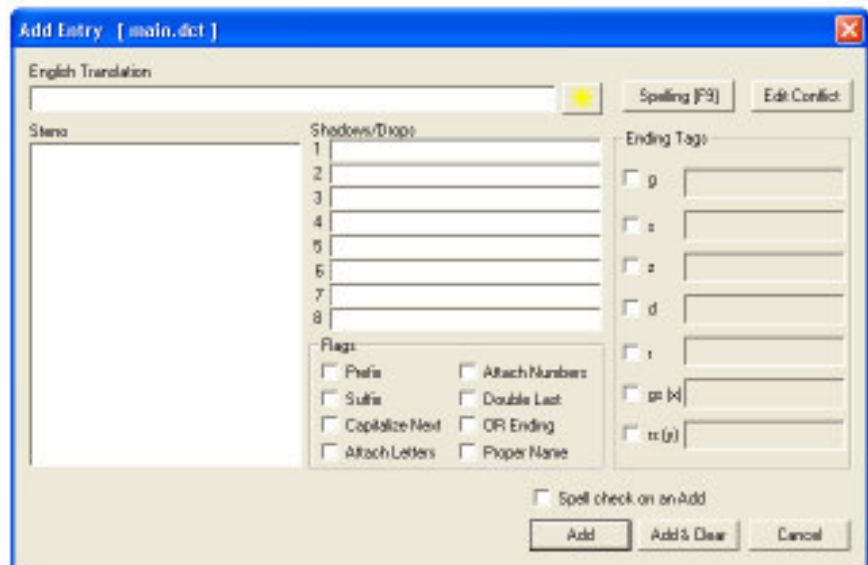 Add Entry [ main.dct ]
English Translation
Spelling [F9]
Edit Conflict
Steno
Shadows/Drops
1
2
3
4
5
6
7
8
Flags
Prefix
Attach Numbers
Suffix
Double Last
Capitalize Next
OR Ending
Attach Letters
Proper Name
Ending Tags
g
s
z
d
r
gs (x)
Spell check on an Add
Add
Add & Clear
Cancel